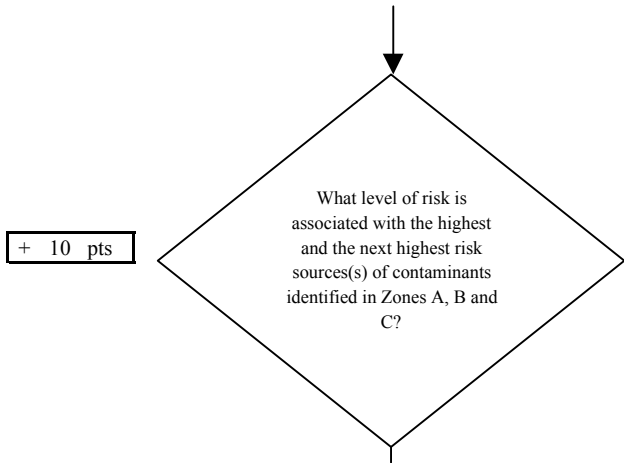 What level of risk is
associated with the highest
and the next highest risk
sources(s) of contaminants
identified in Zones A, B and
C?
+ 10 pts